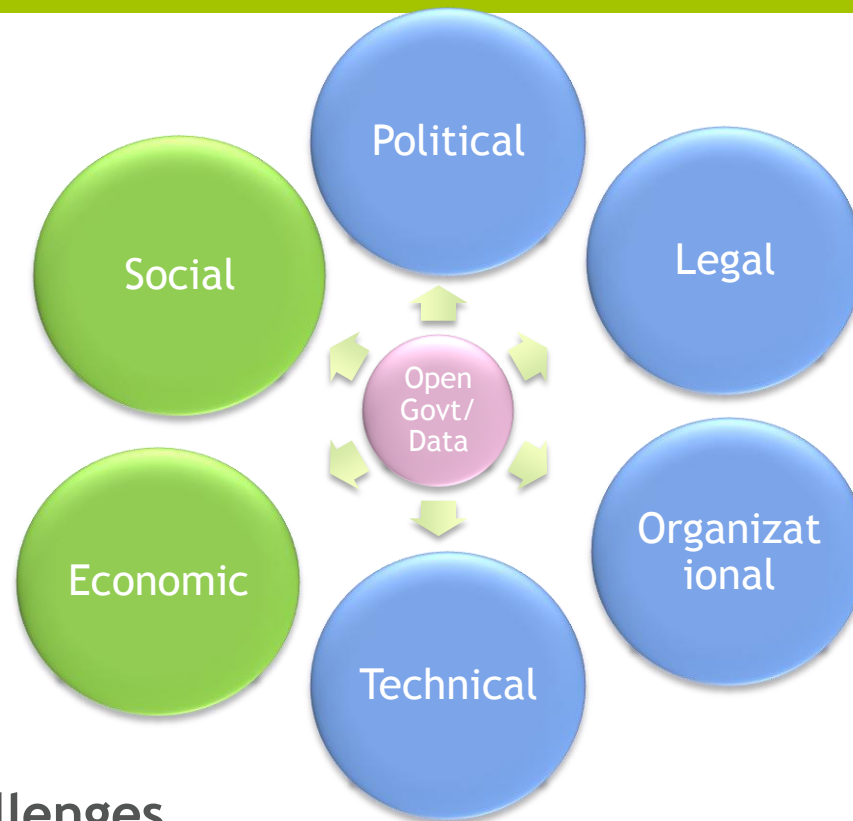 Political
Social
Legal
Open
Govt/
Data
Economic
Organizat
ional
Technical
llenges